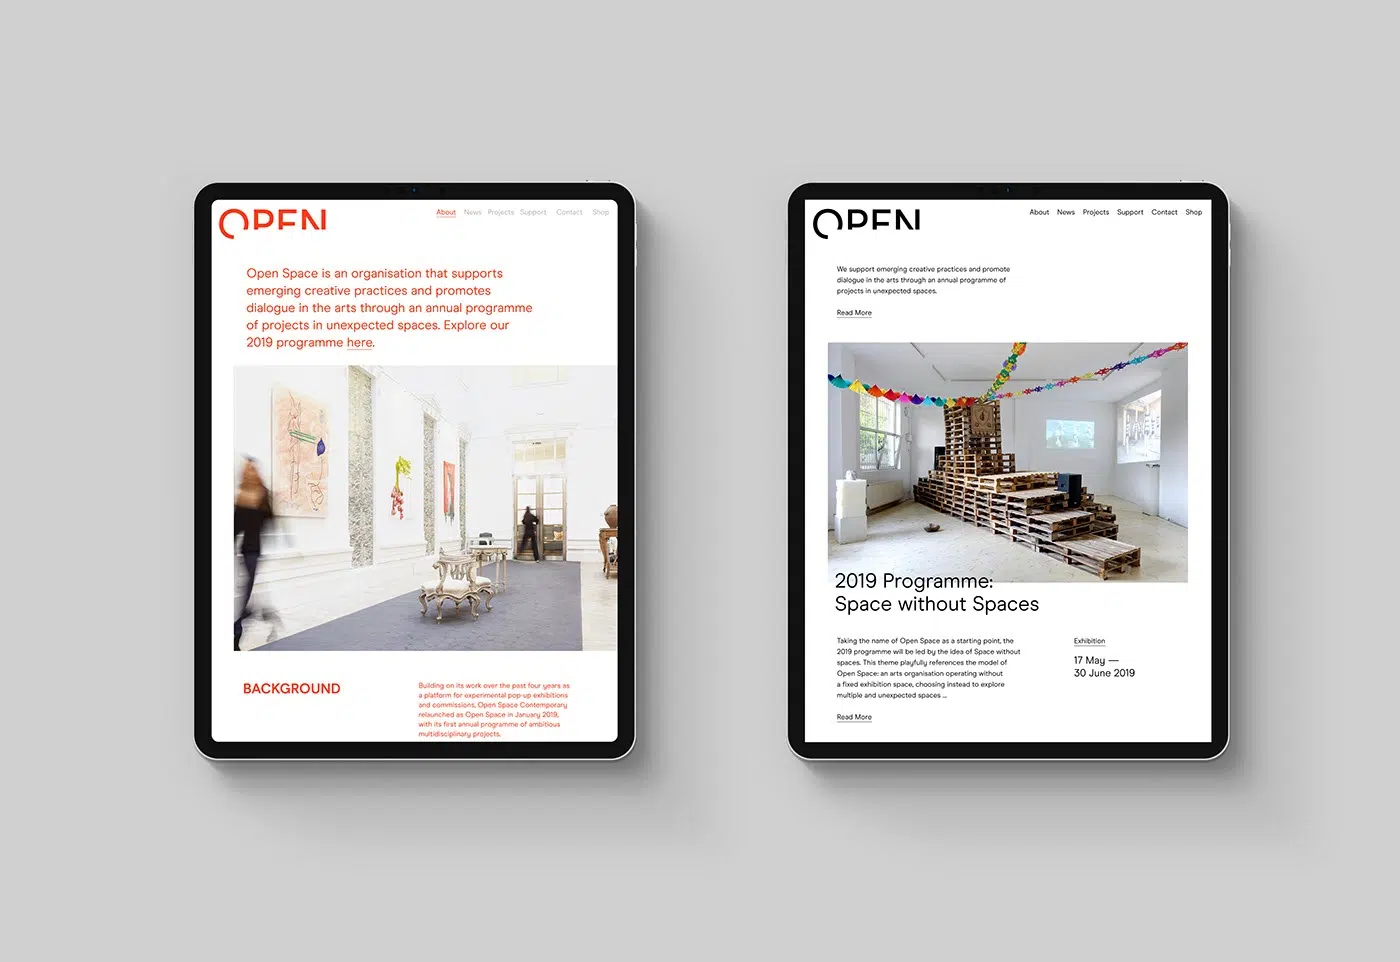 OPEN
About News Projects Support Contact Shop
Open Space is an organisation that supports
emerging creative practices and promotes
dialogue in the arts through an annual programme
of projects in unexpected spaces. Explore our
2019 programme here.
BACKGROUND
Building on its work over the past four years as
a platform for experimental pop-up exhibitions
and commissions, Open Space Contemporary
relaunched as Open Space in January 2019,
with its first annual programme of ambitious
multidisciplinary projects.
OPEN
About News Projects Support Contact Shop
We support emerging creative practices and promote
dialogue in the arts through an annual programme of
projects in unexpected spaces.
Read More
2019 Programme:
Space without Spaces
Taking the name of Open Space as a starting point, the
2019 programme will be led by the idea of Space without
spaces. This theme playfully references the model of
Open Space: an arts organisation operating without
a fixed exhibition space, choosing instead to explore
multiple and unexpected spaces ...
Read More
Exhibition
17 May —
30 June 2019